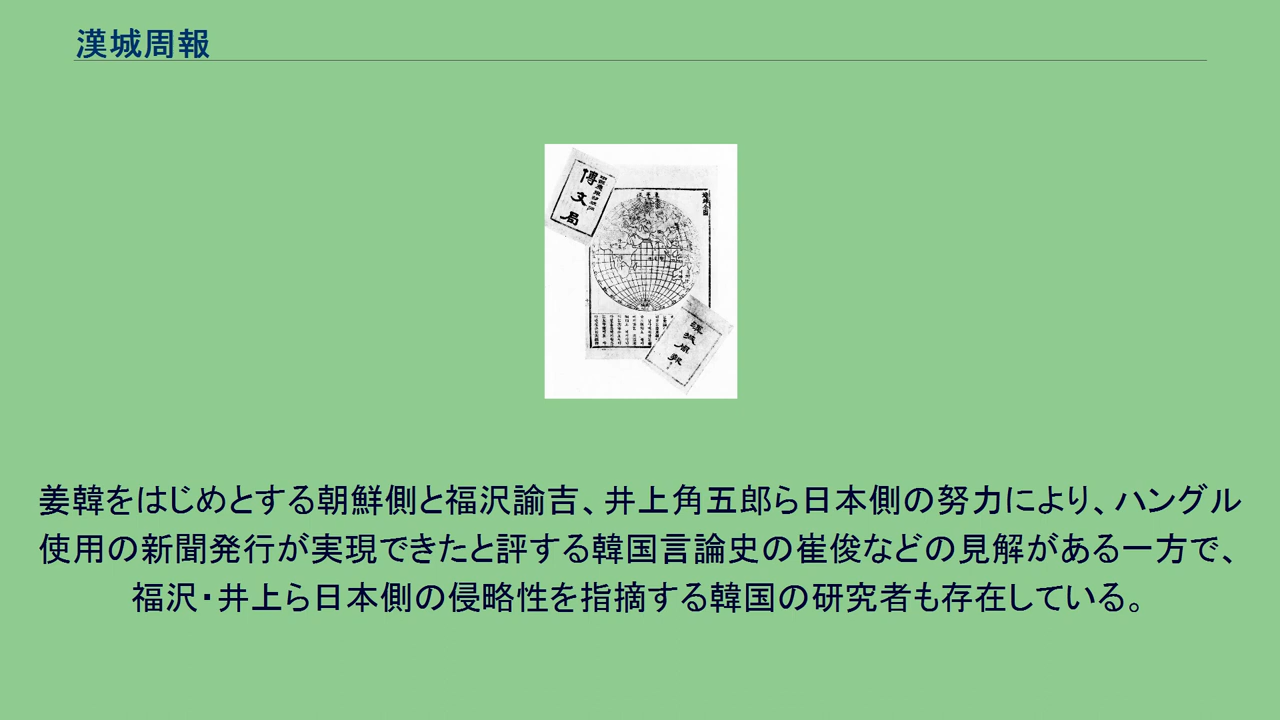 漢城周報
博文局
漢城周報
姜韓をはじめとする朝鮮側と福沢諭吉、井上角五郎ら日本側の努力により、ハングル
使用の新聞発行が実現できたと評する韓国言論史の崔俊などの見解がある一方で、
福沢・井上ら日本側の侵略性を指摘する韓国の研究者も存在している。